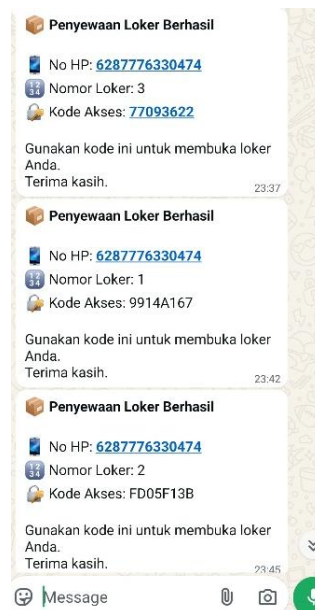 📦 Penyewaan Loker Berhasil
📱 No HP: 6287776330474
🔢 Nomor Loker: 3
🔐 Kode Akses: 77093622
Gunakan kode ini untuk membuka loker
Anda.
Terima kasih.
23:37
📦 Penyewaan Loker Berhasil
📱 No HP: 6287776330474
🔢 Nomor Loker: 1
🔐 Kode Akses: 9914A167
Gunakan kode ini untuk membuka loker
Anda.
Terima kasih.
23:42
📦 Penyewaan Loker Berhasil
📱 No HP: 6287776330474
🔢 Nomor Loker: 2
🔐 Kode Akses: FD05F13B
Gunakan kode ini untuk membuka loker
Anda.
Terima kasih.
23:45
Message